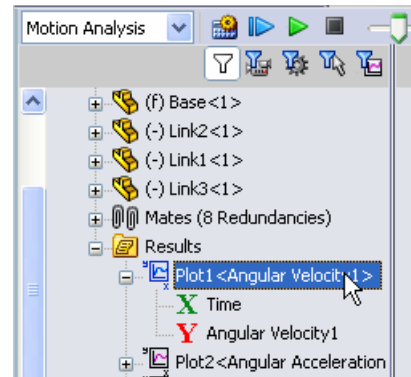 Motion Analysis
(f) Base<1>
(-) Link2<1>
(-) Link1<1>
(-) Link3<1>
Mates (8 Redundancies)
Results
Plot1<Angular Velocity1>
X Time
Y Angular Velocity1
Plot2<Angular Acceleration